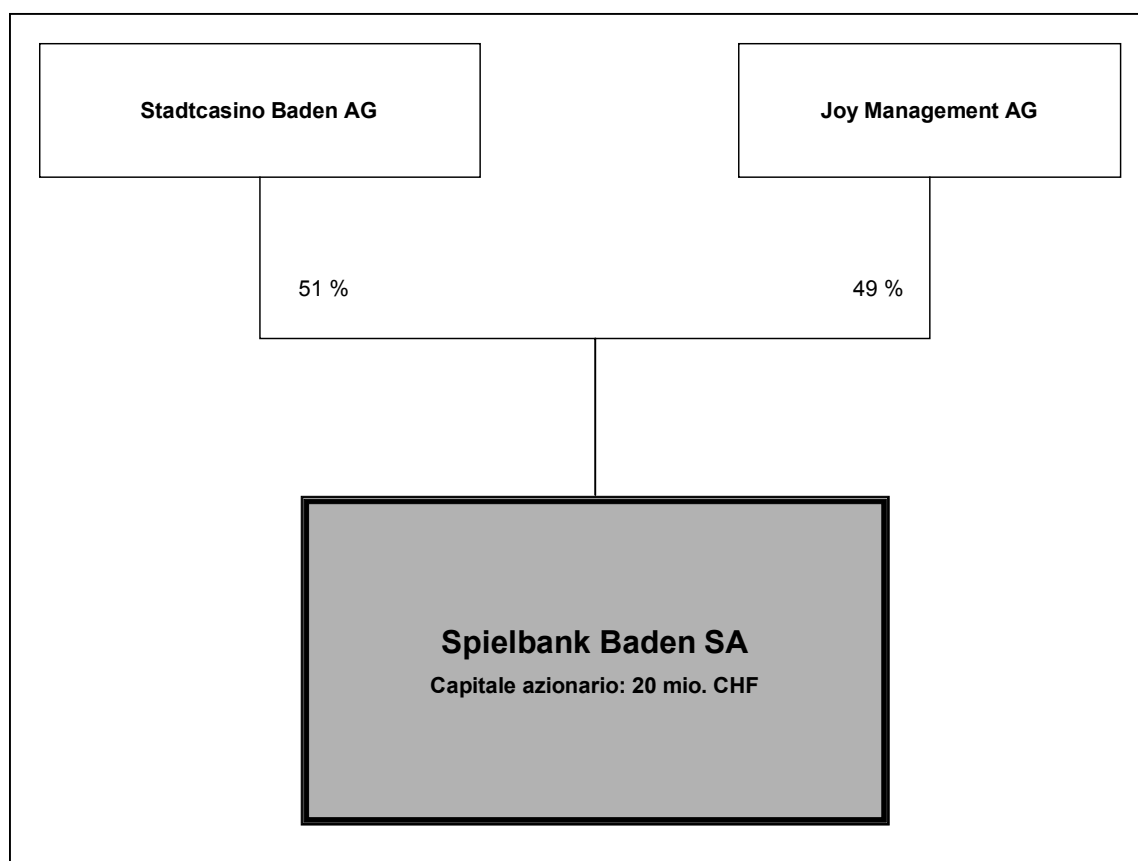 Stadtcasino Baden AG
Joy Management AG
51 %
49 %
Spielbank Baden SA
Capitale azionario: 20 mio. CHF